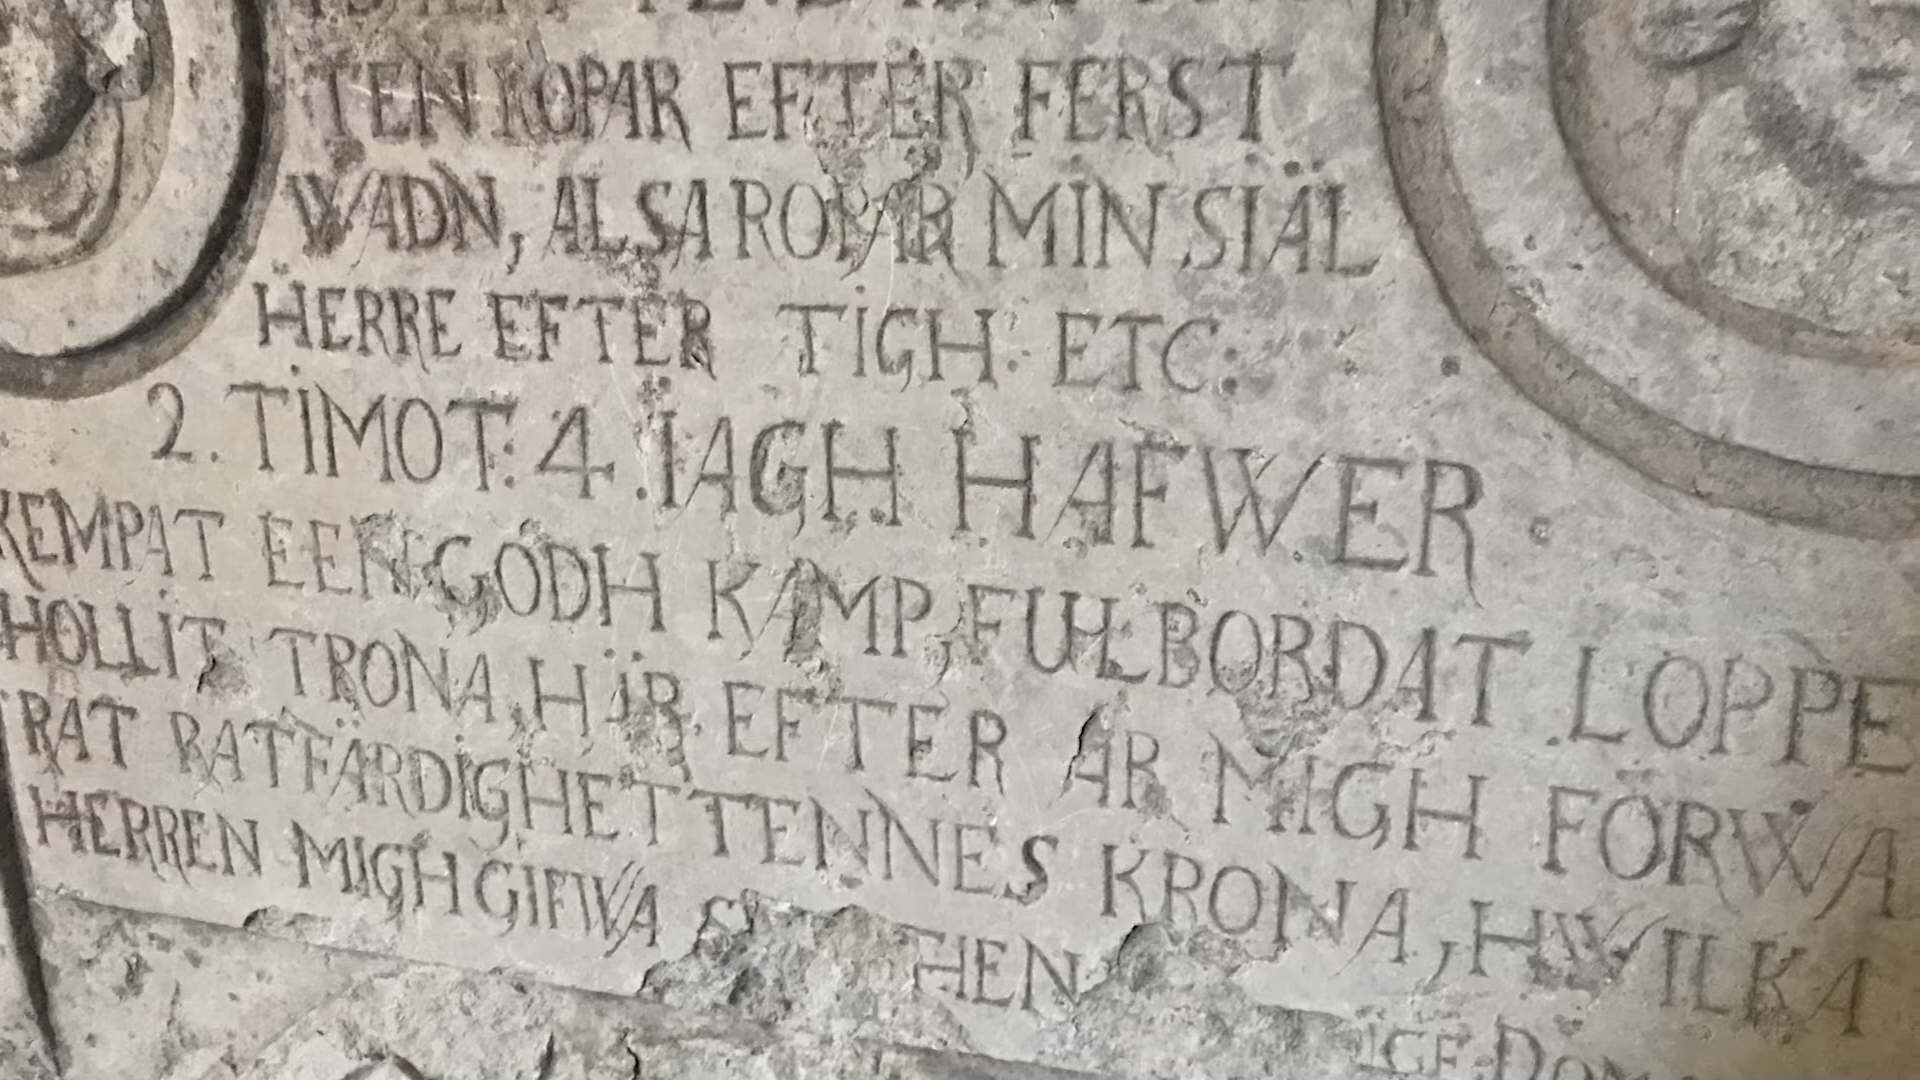 TEN ROPAR EFTER FERST
WADN, ALSA ROPAR MIN SIÄL
HERRE EFTER TIGH: ETC:
2. TIMOT: 4. IAGH HAFWER
KEMPAT EEN GODH KAMP, FULBORDAT LOPPE
HOLLIT TRONA, HÄR EFTER ÄR MIGH FÖRWA
RAT RATFÄRDIGHETTENNES KRONA, HWILKA
HERREN MIGH GIFWA HEN